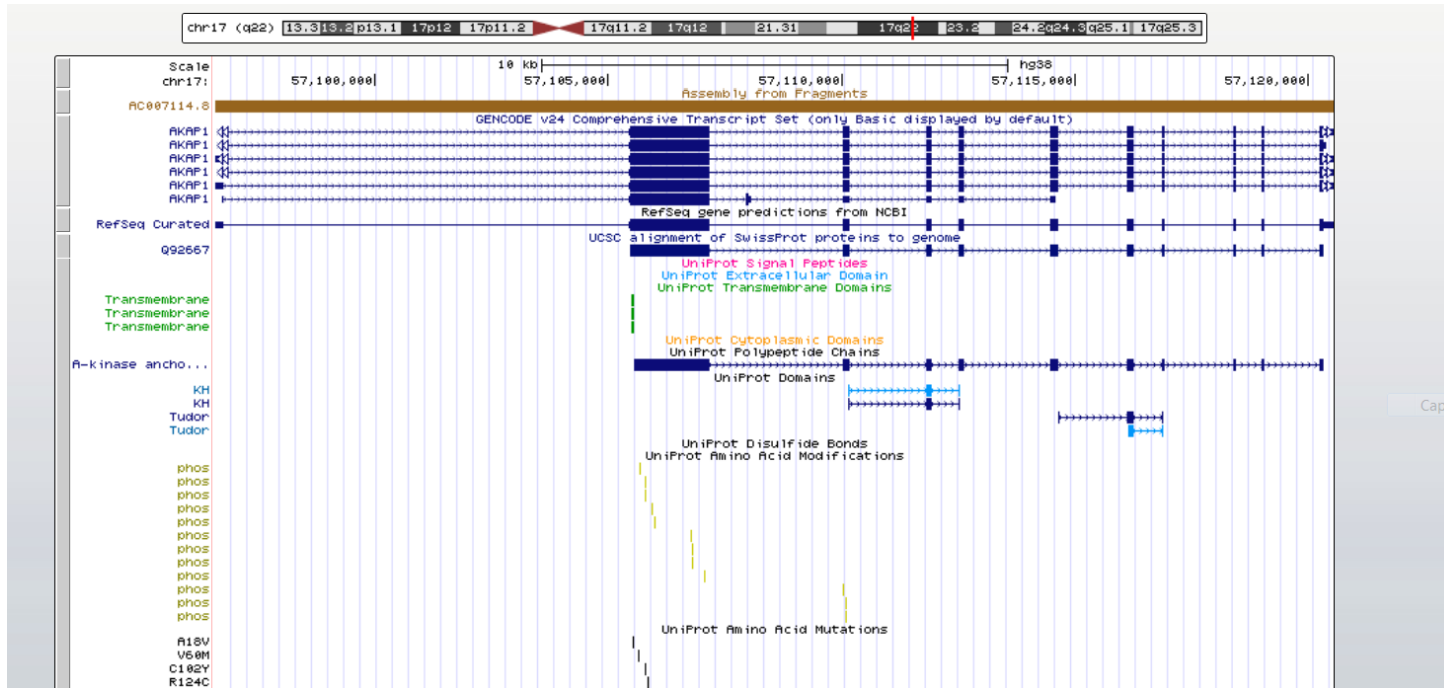 chr17 (q22) 13.3 13.2 p13.1 17p12 17p11.2 17q11.2 17q12 21.31 17q22 23.2 24.2 q24.3 q25.1 17q25.3
Scale 10 kb hg38
chr17: 57,100,000 57,105,000 57,110,000 57,115,000 57,120,000
Assembly from Fragments
AC007114.8
GENCODE v24 Comprehensive Transcript Set (only Basic displayed by default)
AKAP1
AKAP1
AKAP1
AKAP1
AKAP1
AKAP1
RefSeq gene predictions from NCBI
RefSeq Curated
UCSC alignment of SwissProt proteins to genome
Q92667
UniProt Signal Peptides
UniProt Extracellular Domain
UniProt Transmembrane Domains
Transmembrane
Transmembrane
Transmembrane
UniProt Cytoplasmic Domains
UniProt Polypeptide Chains
A-kinase ancho...
UniProt Domains
KH
KH
Tudor
Tudor
UniProt Disulfide Bonds
UniProt Amino Acid Modifications
phos
phos
phos
phos
phos
phos
phos
phos
phos
phos
phos
phos
UniProt Amino Acid Mutations
A18V
V60M
C102Y
R124C
Cap